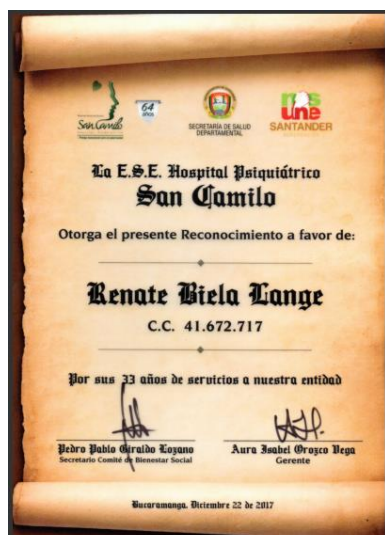 San Camilo
64
años
SECRETARÍA DE SALUD
DEPARTAMENTAL
nos
une
SANTANDER
La E.S.E. Hospital Psiquiátrico
San Camilo
Otorga el presente Reconocimiento a favor de:
Renate Biela Lange
C.C. 41.672.717
Por sus 33 años de servicios a nuestra entidad
Pedro Pablo Giraldo Lozano
Secretario Comité de Bienestar Social
Aura Isabel Orozco Vega
Gerente
Bucaramanga, Diciembre 22 de 2017